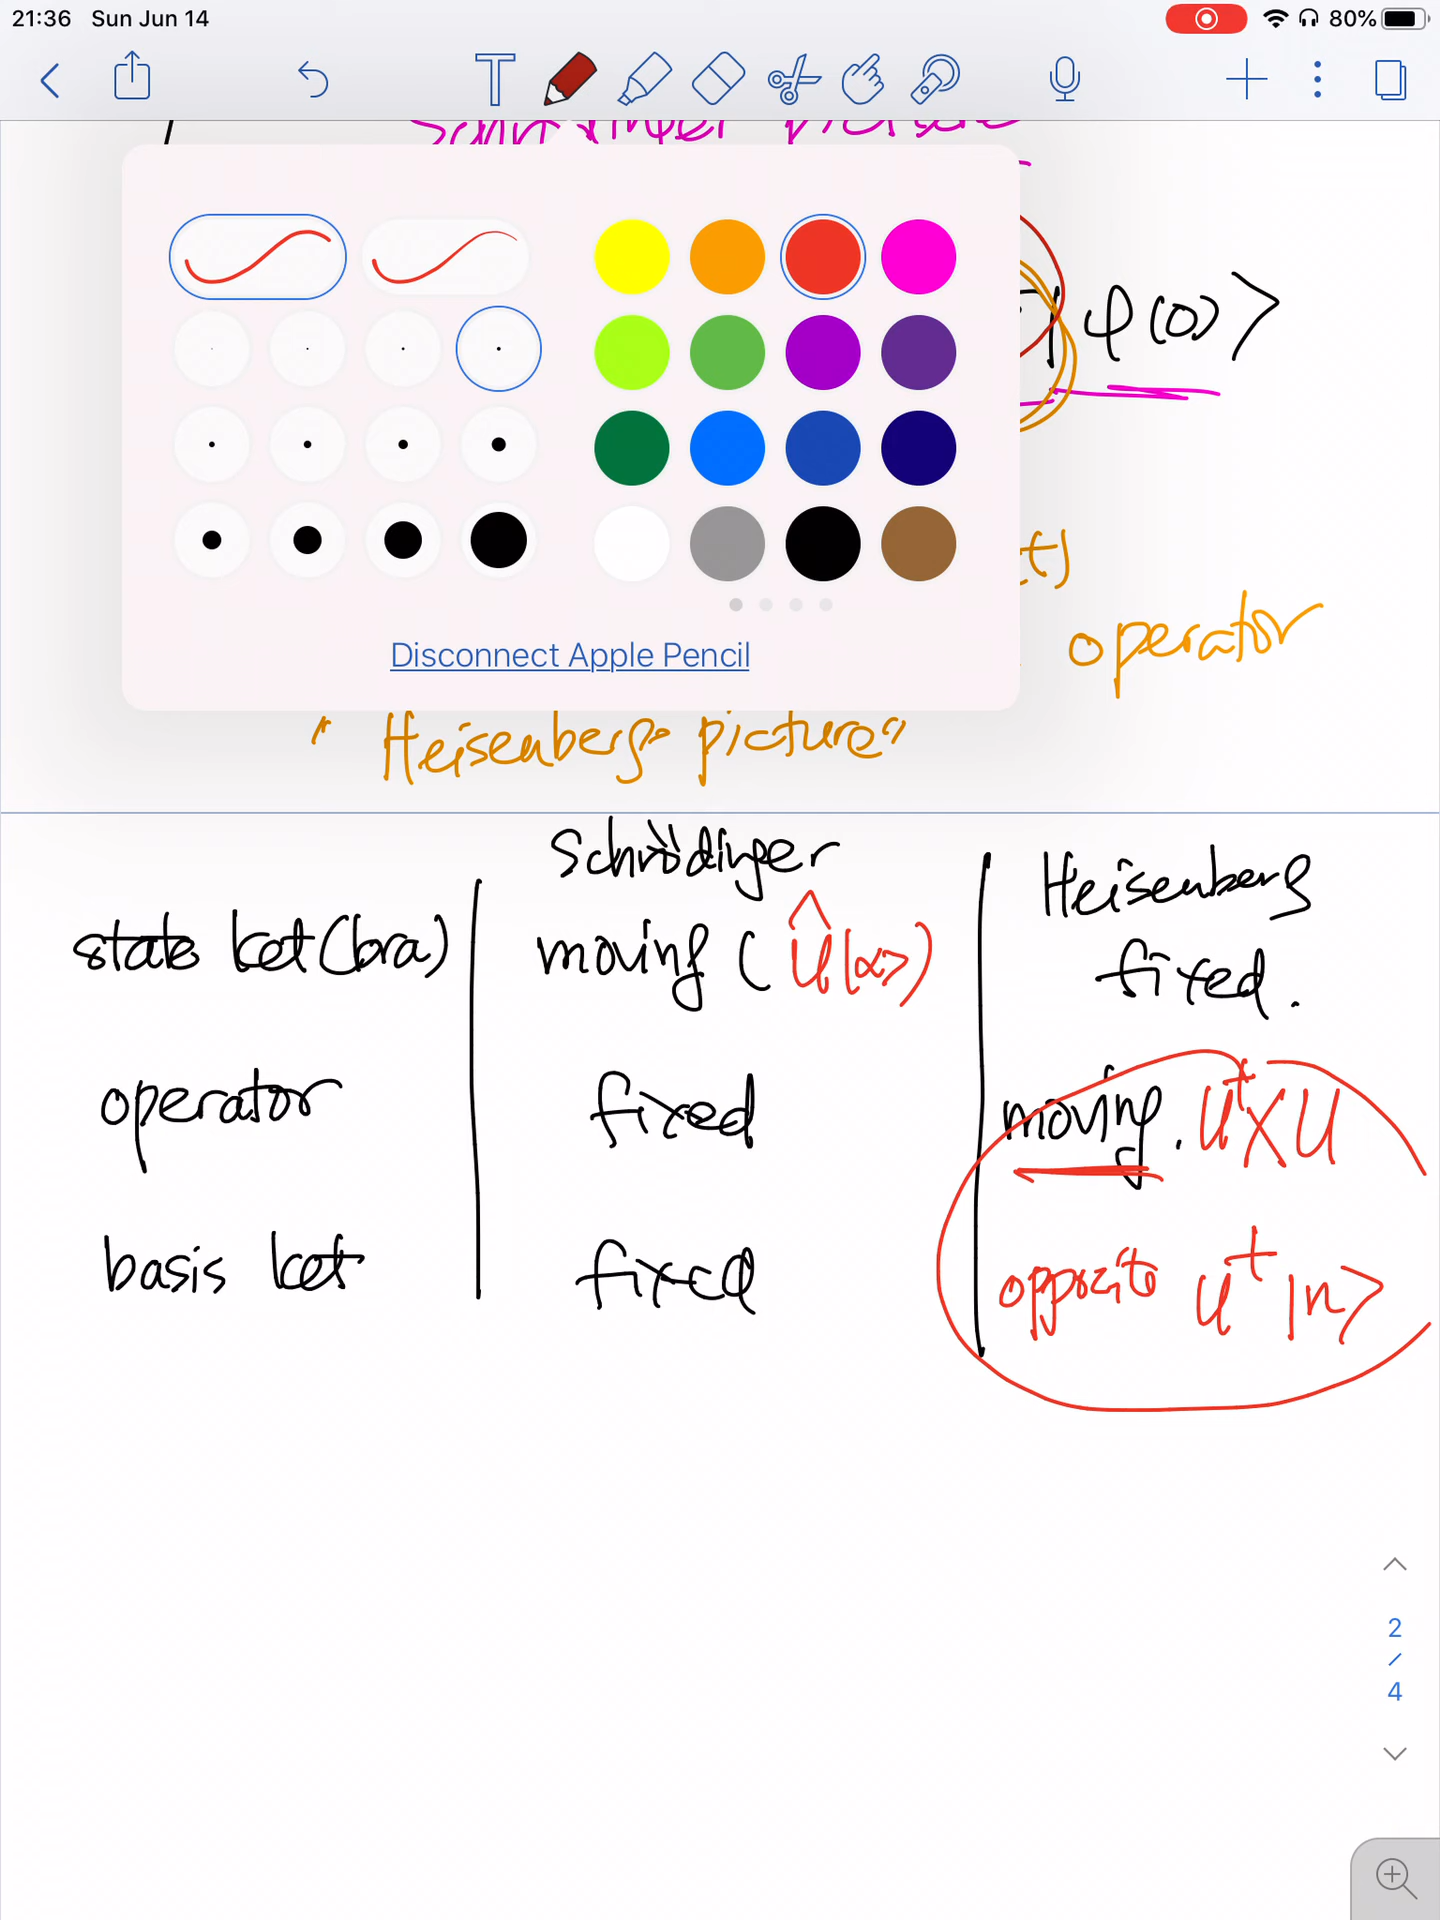 21:36 Sun Jun 14 80%
picture
|φ(0)>
(t)
operator
"Heisenberg picture"
Disconnect Apple Pencil
Schrödinger Heisenberg
state ket(bra) moving (Û|α>) fixed.
operator fixed moving. U†XU
basis ket fixed opposite U†|n>
2
/
4